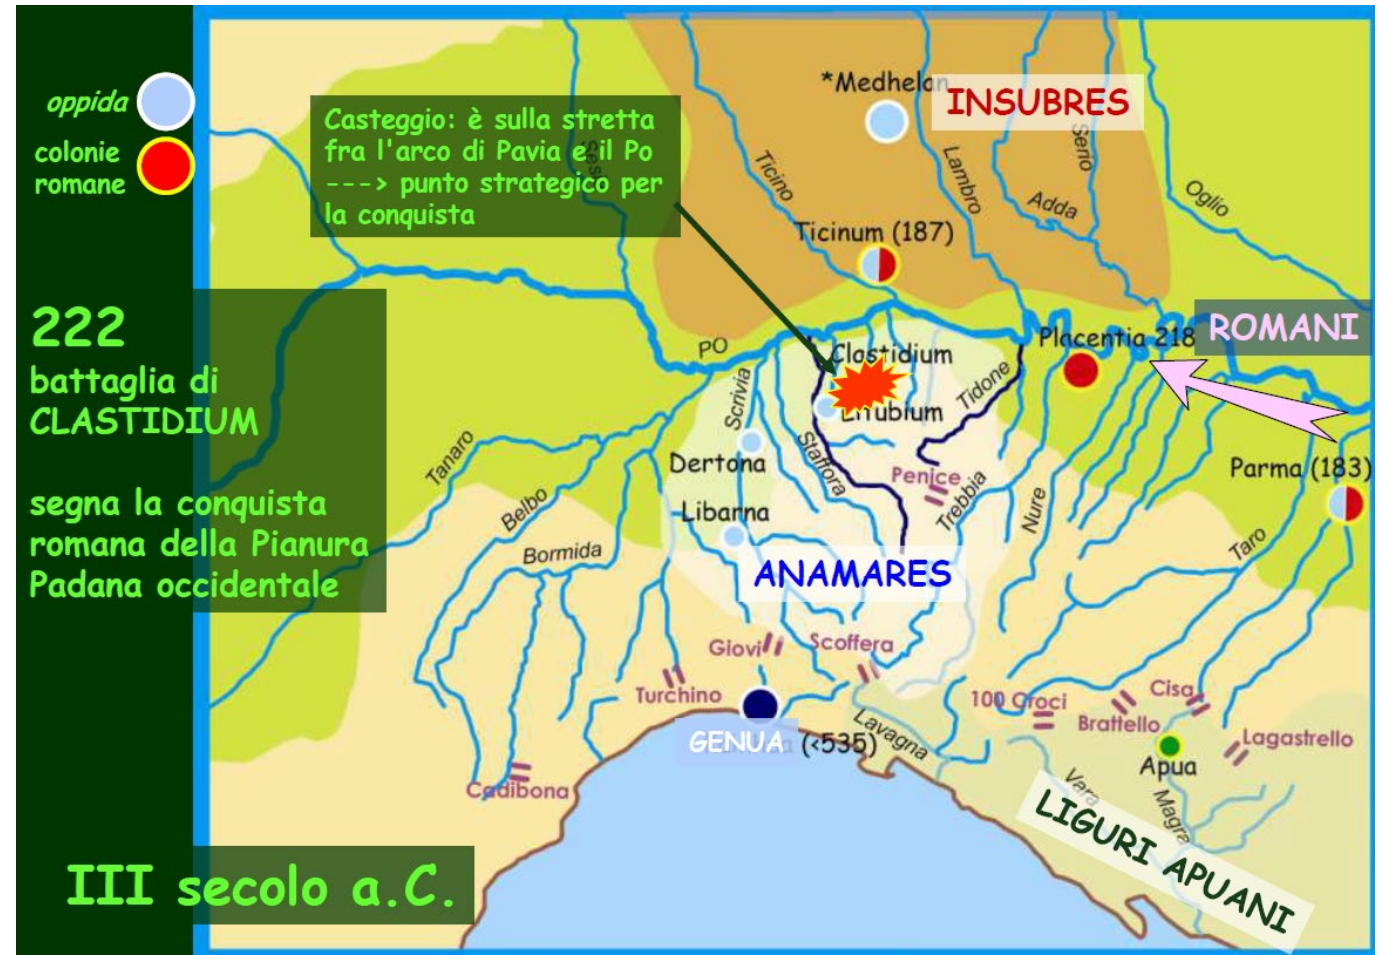 oppida
colonie
romane
Casteggio: è sulla stretta
fra l'arco di Pavia e il Po
---> punto strategico per
la conquista
222
battaglia di
CLASTIDIUM
segna la conquista
romana della Pianura
Padana occidentale
III secolo a.C.
*Medhelan
INSUBRES
Sesia
Ticino
Lambro
Serio
Adda
Oglio
Ticinum (187)
ROMANI
PO
Clastidium
Placentia 218
Litubium
Tidone
Scrivia
Staffora
Dertona
Penice
Trebbia
Nure
Parma (183)
Tanaro
Belbo
Bormida
Libarna
Taro
ANAMARES
Giovi
Scoffera
Turchino
100 Croci
Cisa
Brattello
Lagastrello
GENUA (<535)
Lavagna
Apua
Cadibona
Vara
Magra
LIGURI APUANI